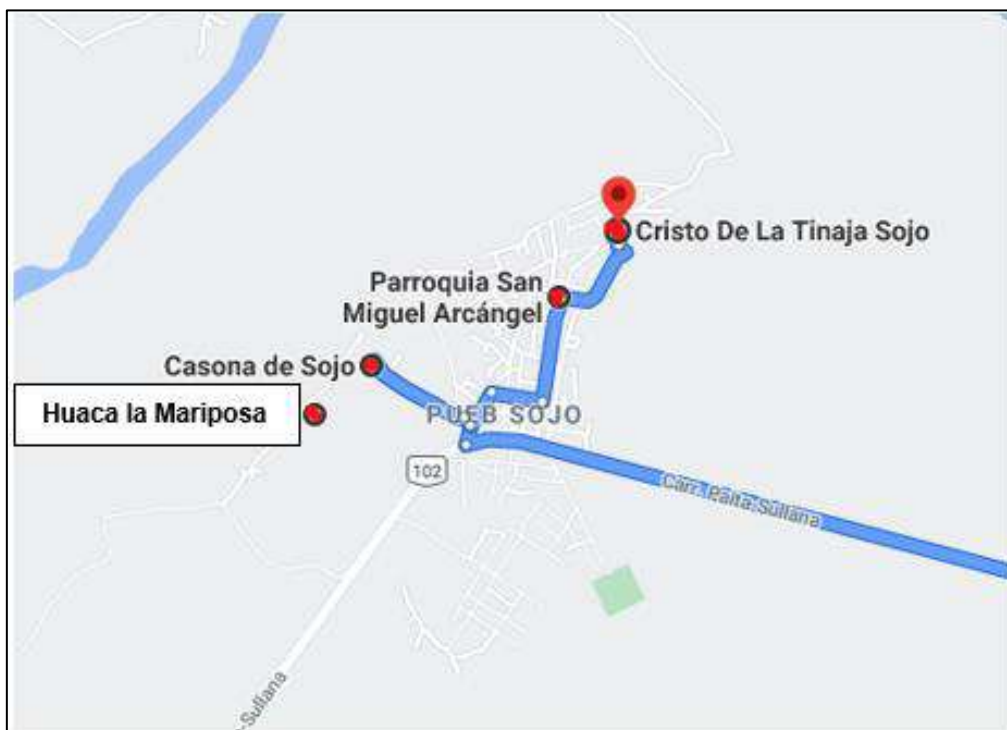 Cristo De La Tinaja Sojo
Parroquia San
Miguel Arcángel
Casona de Sojo
Huaca la Mariposa
PUEB SOJO
102
Carr. Paita-Sullana
-Sullana